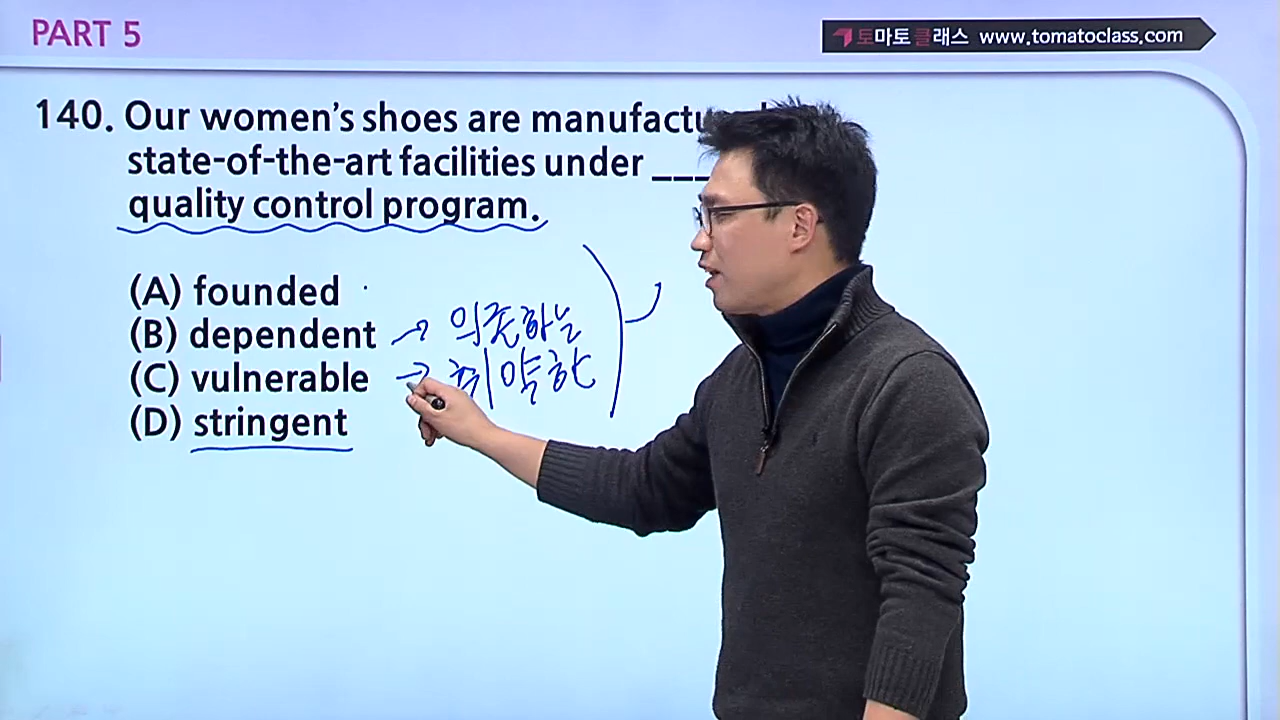 PART 5
토마토클래스 www.tomatoclass.com
140. Our women's shoes are manufactu
state-of-the-art facilities under ___
quality control program.
(A) founded
(B) dependent → 의존하는
(C) vulnerable → 취약한
(D) stringent